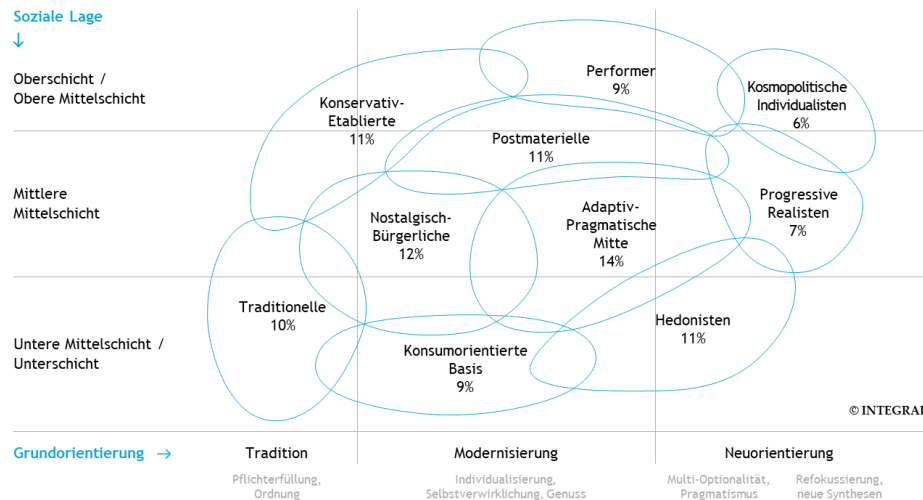 Soziale Lage
↓
Oberschicht /
Obere Mittelschicht
Mittlere
Mittelschicht
Untere Mittelschicht /
Unterschicht
Konservativ-
Etablierte
11%
Performer
9%
Kosmopolitische
Individualisten
6%
Postmaterielle
11%
Nostalgisch-
Bürgerliche
12%
Adaptiv-
Pragmatische
Mitte
14%
Progressive
Realisten
7%
Traditionelle
10%
Konsumorientierte
Basis
9%
Hedonisten
11%
© INTEGRAL
Grundorientierung →
Tradition
Modernisierung
Neuorientierung
Pflichterfüllung,
Ordnung
Individualisierung,
Selbstverwirklichung, Genuss
Multi-Optionalität,
Pragmatismus
Refokussierung,
neue Synthesen